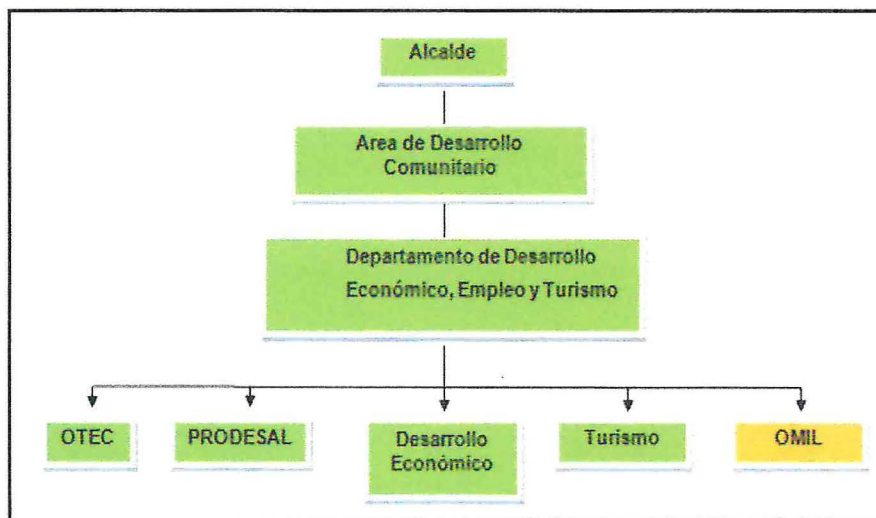 Alcalde
Area de Desarrollo
Comunitario
Departamento de Desarrollo
Económico, Empleo y Turismo
OTEC
PRODESAL
Desarrollo
Económico
Turismo
OMIL